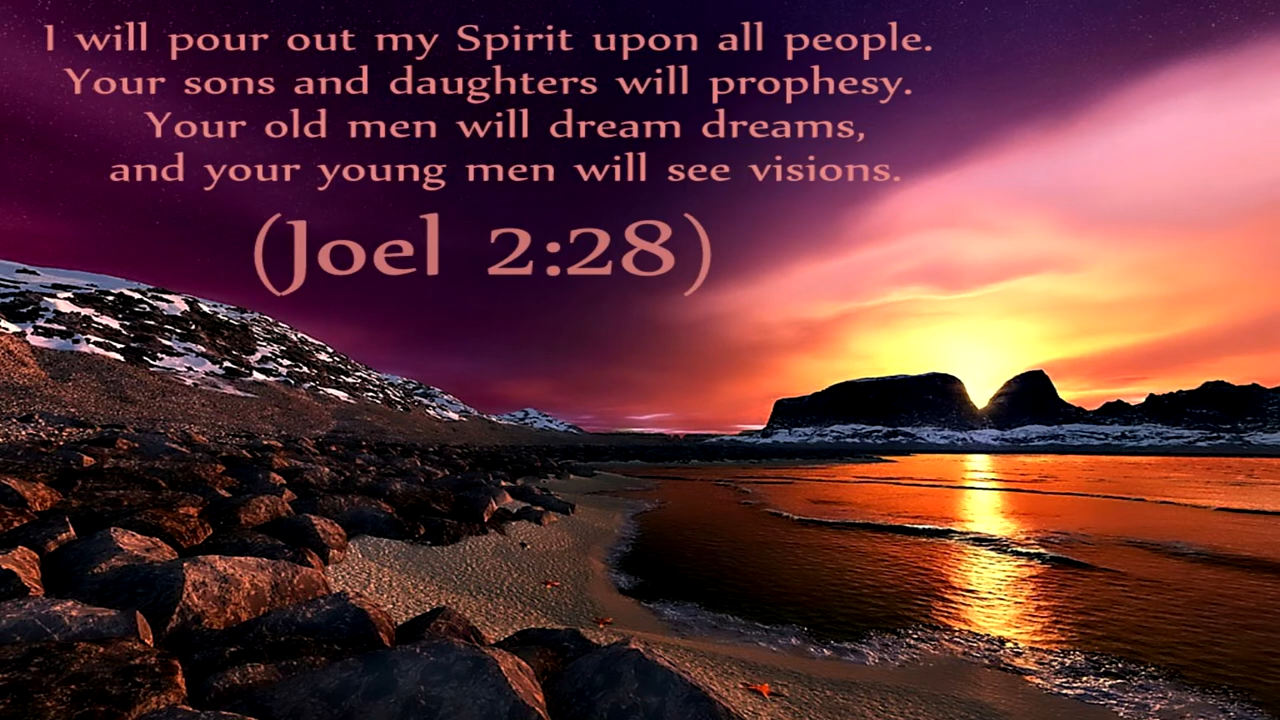 I will pour out my Spirit upon all people.
Your sons and daughters will prophesy.
Your old men will dream dreams,
and your young men will see visions.
(Joel 2:28)